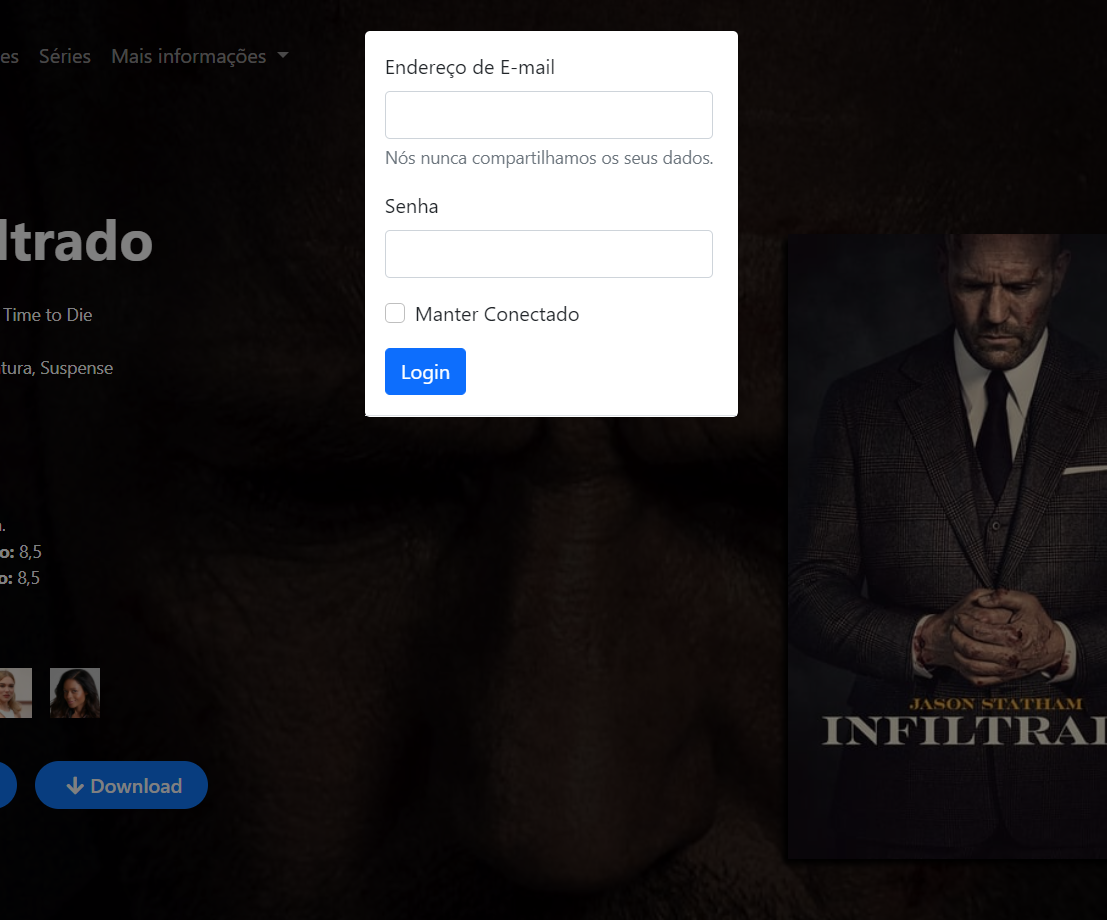 es Séries Mais informações
Endereço de E-mail
Nós nunca compartilhamos os seus dados.
Senha
Manter Conectado
Login
ltrado
Time to Die
tura, Suspense
.
o: 8,5
o: 8,5
Download
JASON STATHAM
INFILTRA